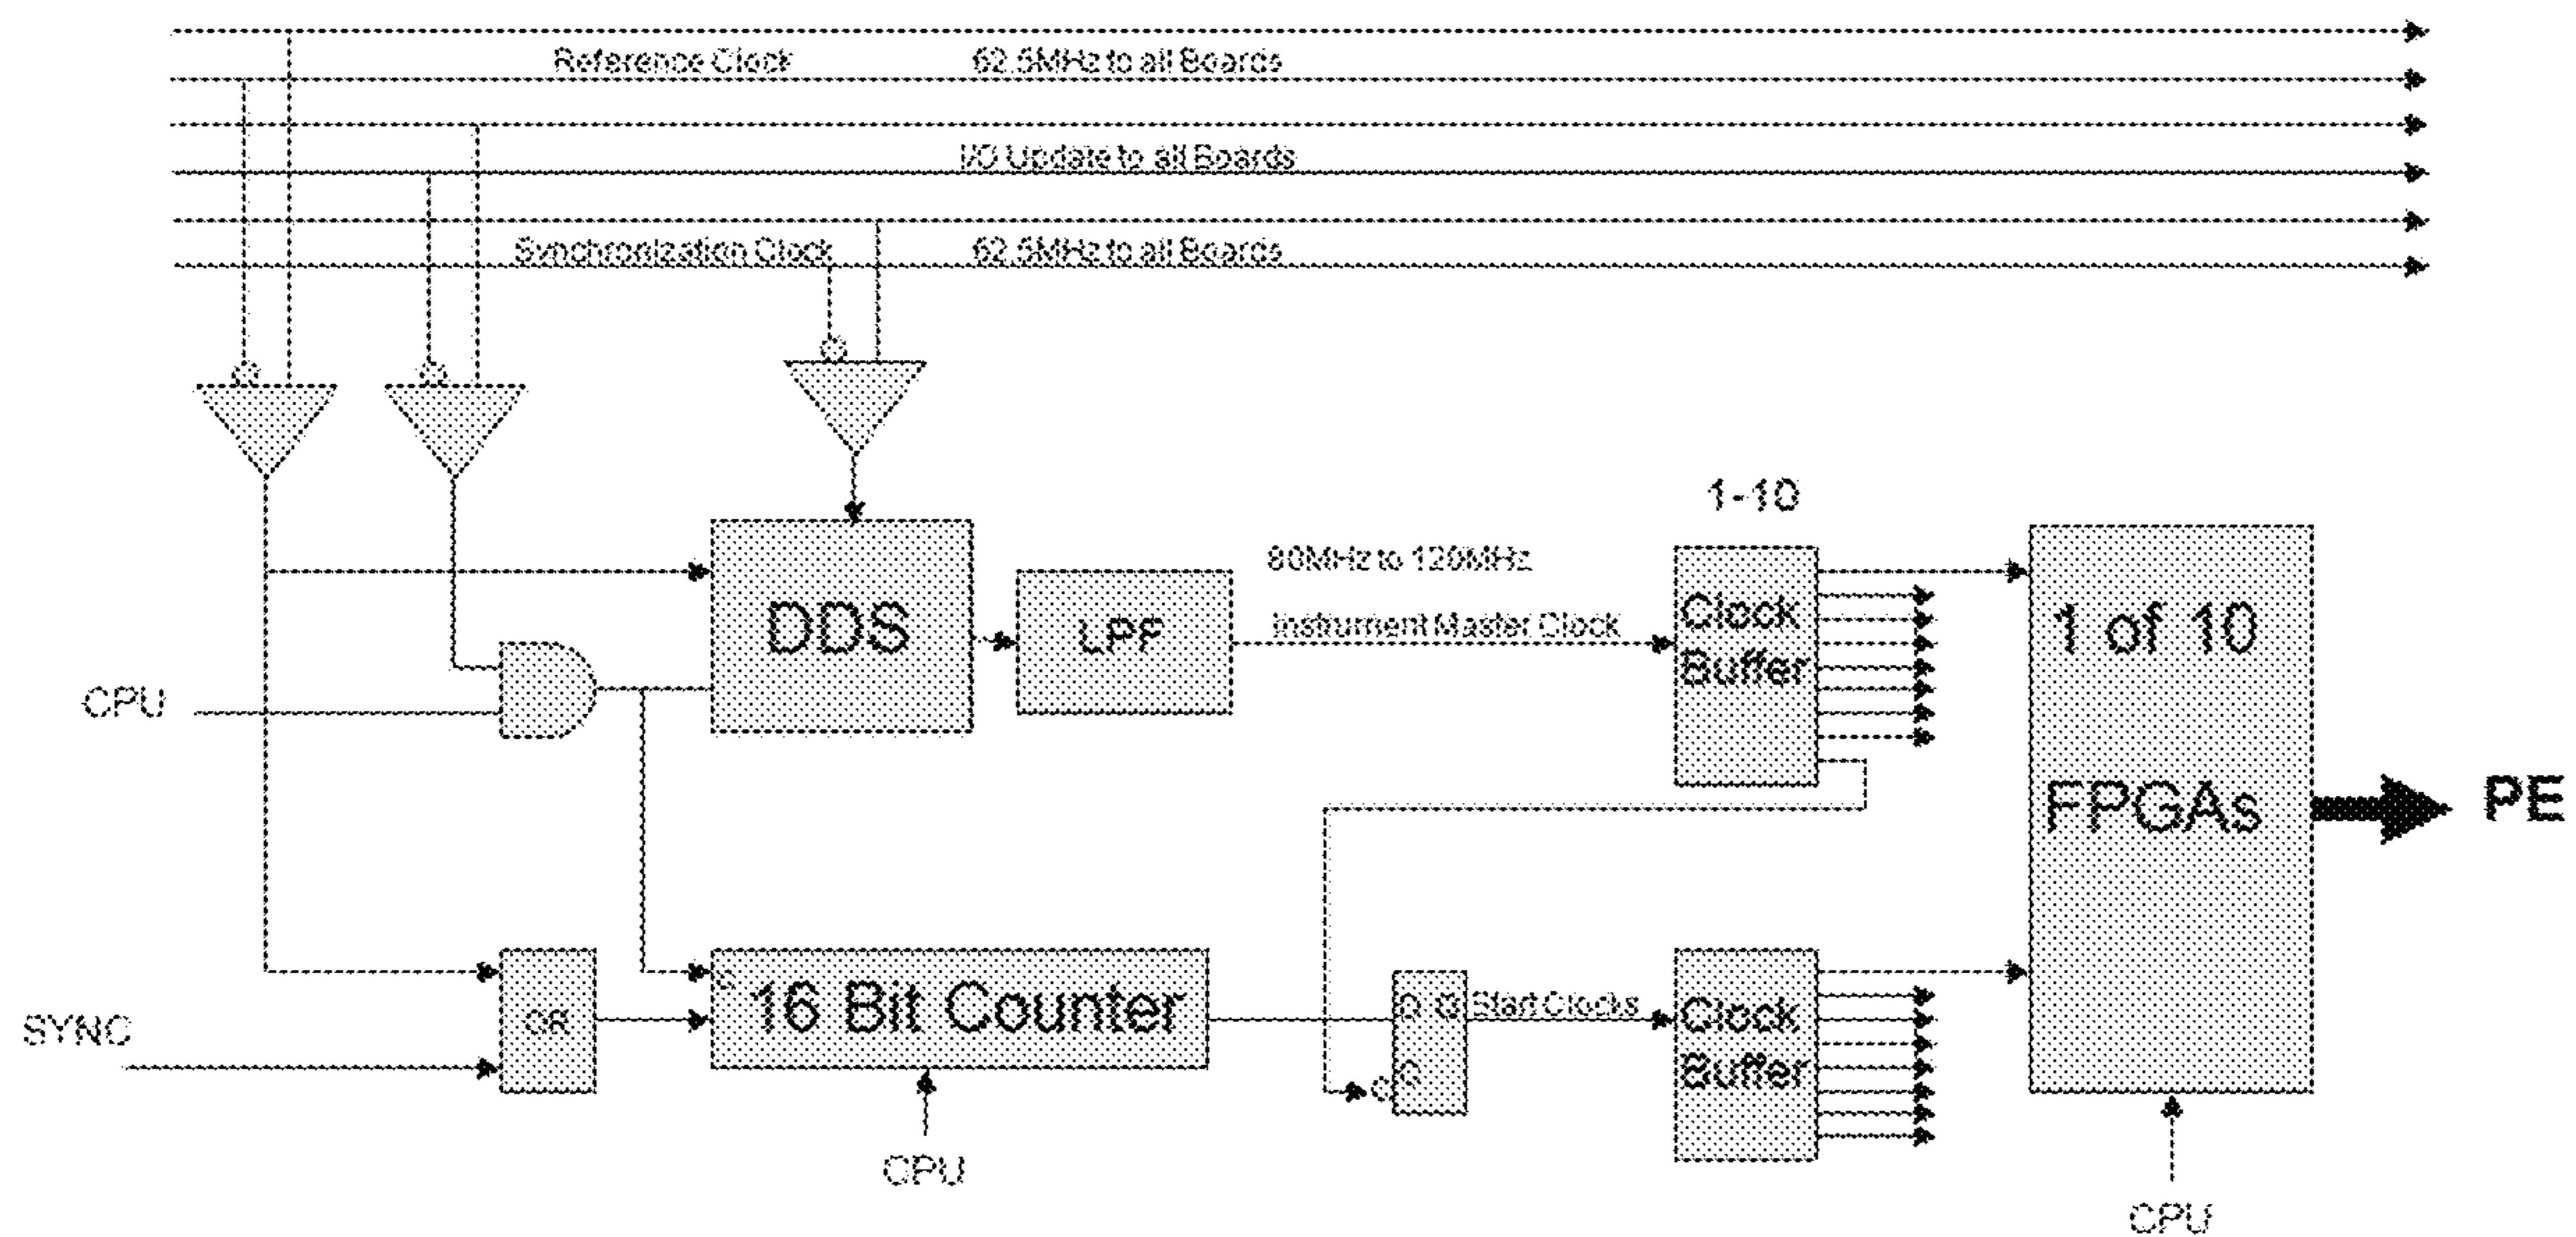 Reference Clock 62.5MHz to all Boards
I/O Update to all Boards
Synchronization Clock 62.5MHz to all Boards
1-10
80MHz to 120MHz
DDS
LPF
Instrument Master Clock
Clock
Buffer
1 of 10
FPGAs
PE
CPU
SYNC
OR
16 Bit Counter
D Q
C
Start Clocks
Clock
Buffer
CPU
CPU